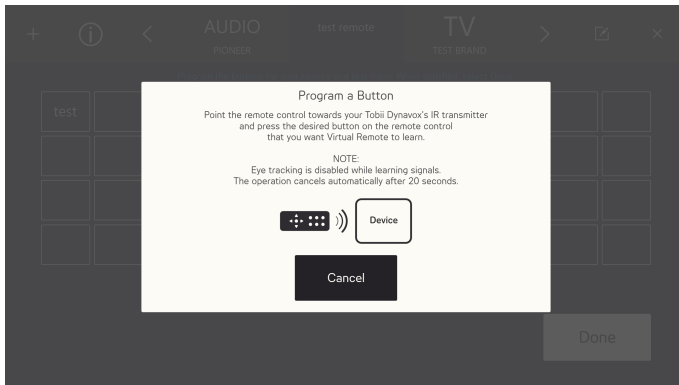 AUDIO
PIONEER
test remote
TV
TEST BRAND
test
Program a Button
Point the remote control towards your Tobii Dynavox's IR transmitter
and press the desired button on the remote control
that you want Virtual Remote to learn.
NOTE:
Eye tracking is disabled while learning signals.
The operation cancels automatically after 20 seconds.
Device
Cancel
Done